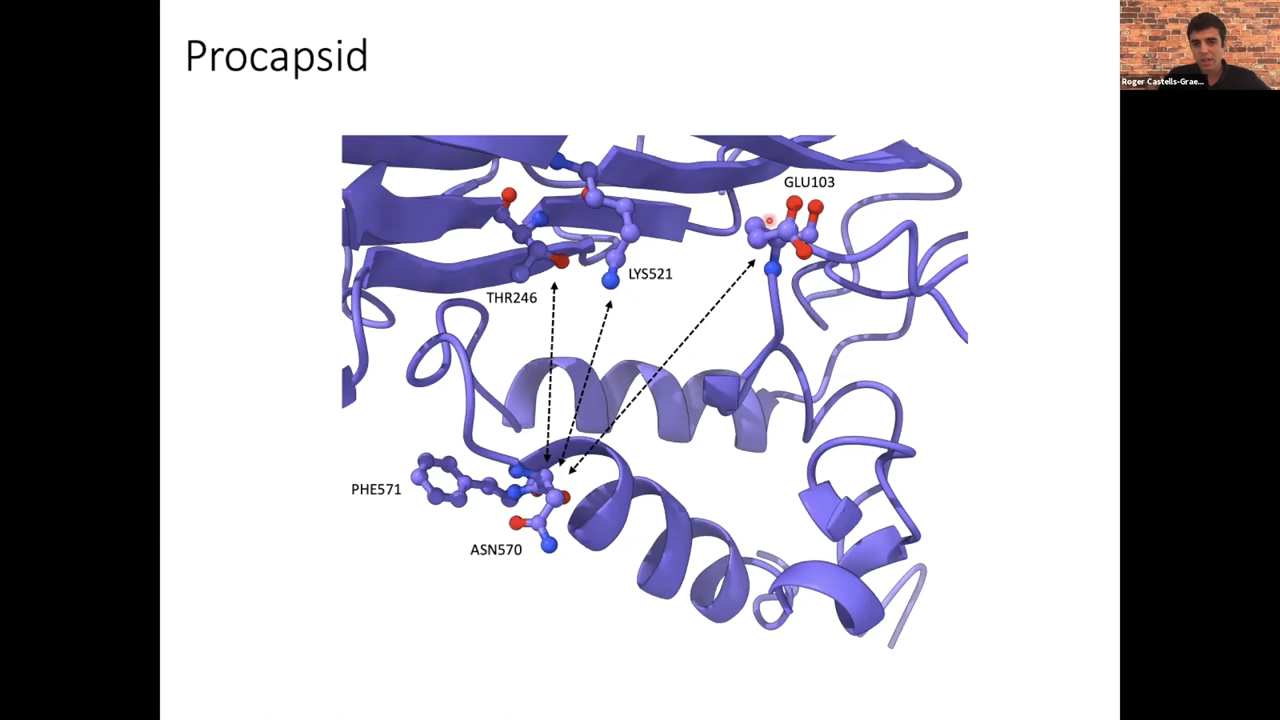 Procapsid
Roger Castells-Grae...
GLU103
LYS521
THR246
PHE571
ASN570